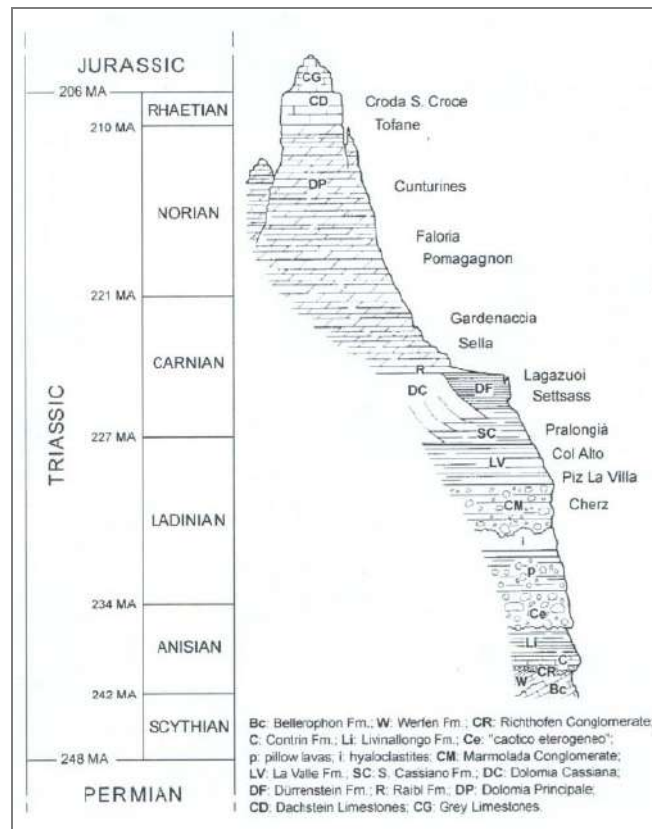 JURASSIC
206 MA
RHAETIAN
210 MA
NORIAN
221 MA
CARNIAN
227 MA
LADINIAN
234 MA
ANISIAN
242 MA
SCYTHIAN
248 MA
PERMIAN
TRIASSIC
CG
CD
DP
R
DC
DF
SC
LV
CM
i
p
Ce
Li
C
CR
W
Bc
Croda S. Croce
Tofane
Cunturines
Faloria
Pomagagnon
Gardenaccia
Sella
Lagazuoi
Settsass
Pralongià
Col Alto
Piz La Villa
Cherz
Bc: Bellerophon Fm.; W: Werfen Fm.; CR: Richthofen Conglomerate;
C: Contrin Fm.; Li: Livinallongo Fm.; Ce: "caotico eterogeneo";
p: pillow lavas; i: hyaloclastites; CM: Marmolada Conglomerate;
LV: La Valle Fm.; SC: S. Cassiano Fm.; DC: Dolomia Cassiana;
DF: Dürrenstein Fm.; R: Raibl Fm.; DP: Dolomia Principale;
CD: Dachstein Limestones; CG: Grey Limestones.